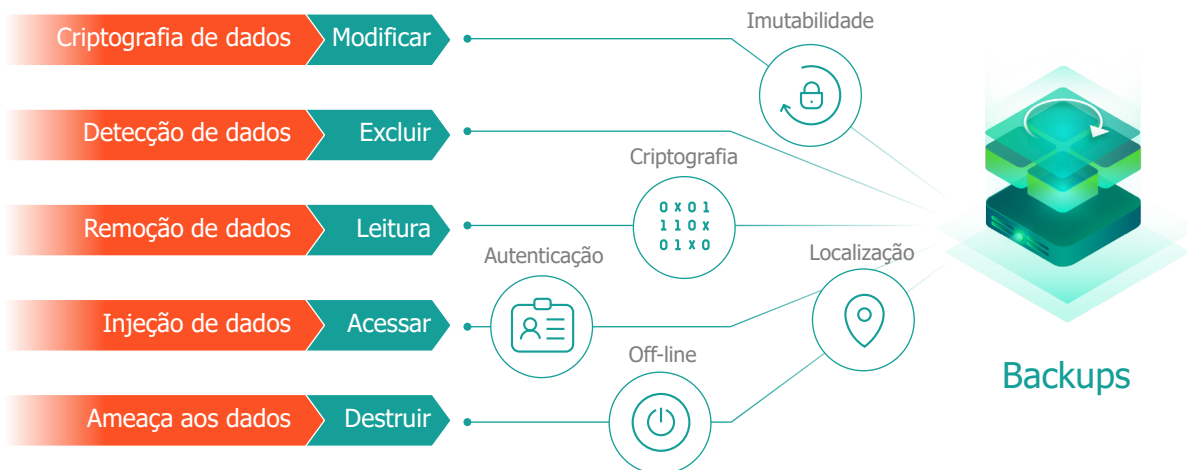 Imutabilidade
Criptografia de dados Modificar
Detecção de dados Excluir
Criptografia
0 X 0 1
1 1 0 X
0 1 X 0
Remoção de dados Leitura
Autenticação
Localização
Injeção de dados Acessar
Off-line
Backups
Ameaça aos dados Destruir